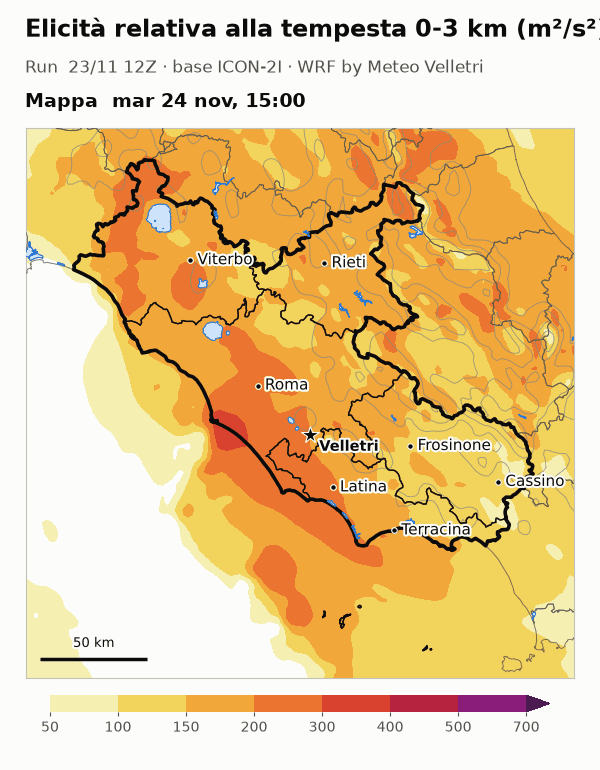 Elicità relativa alla tempesta 0-3 km (m²/s²)
Run 23/11 12Z · base ICON-2I · WRF by Meteo Velletri
Mappa mar 24 nov, 15:00
Viterbo
Rieti
Roma
Velletri
Frosinone
Cassino
Latina
Terracina
50 km
50 100 150 200 300 400 500 700